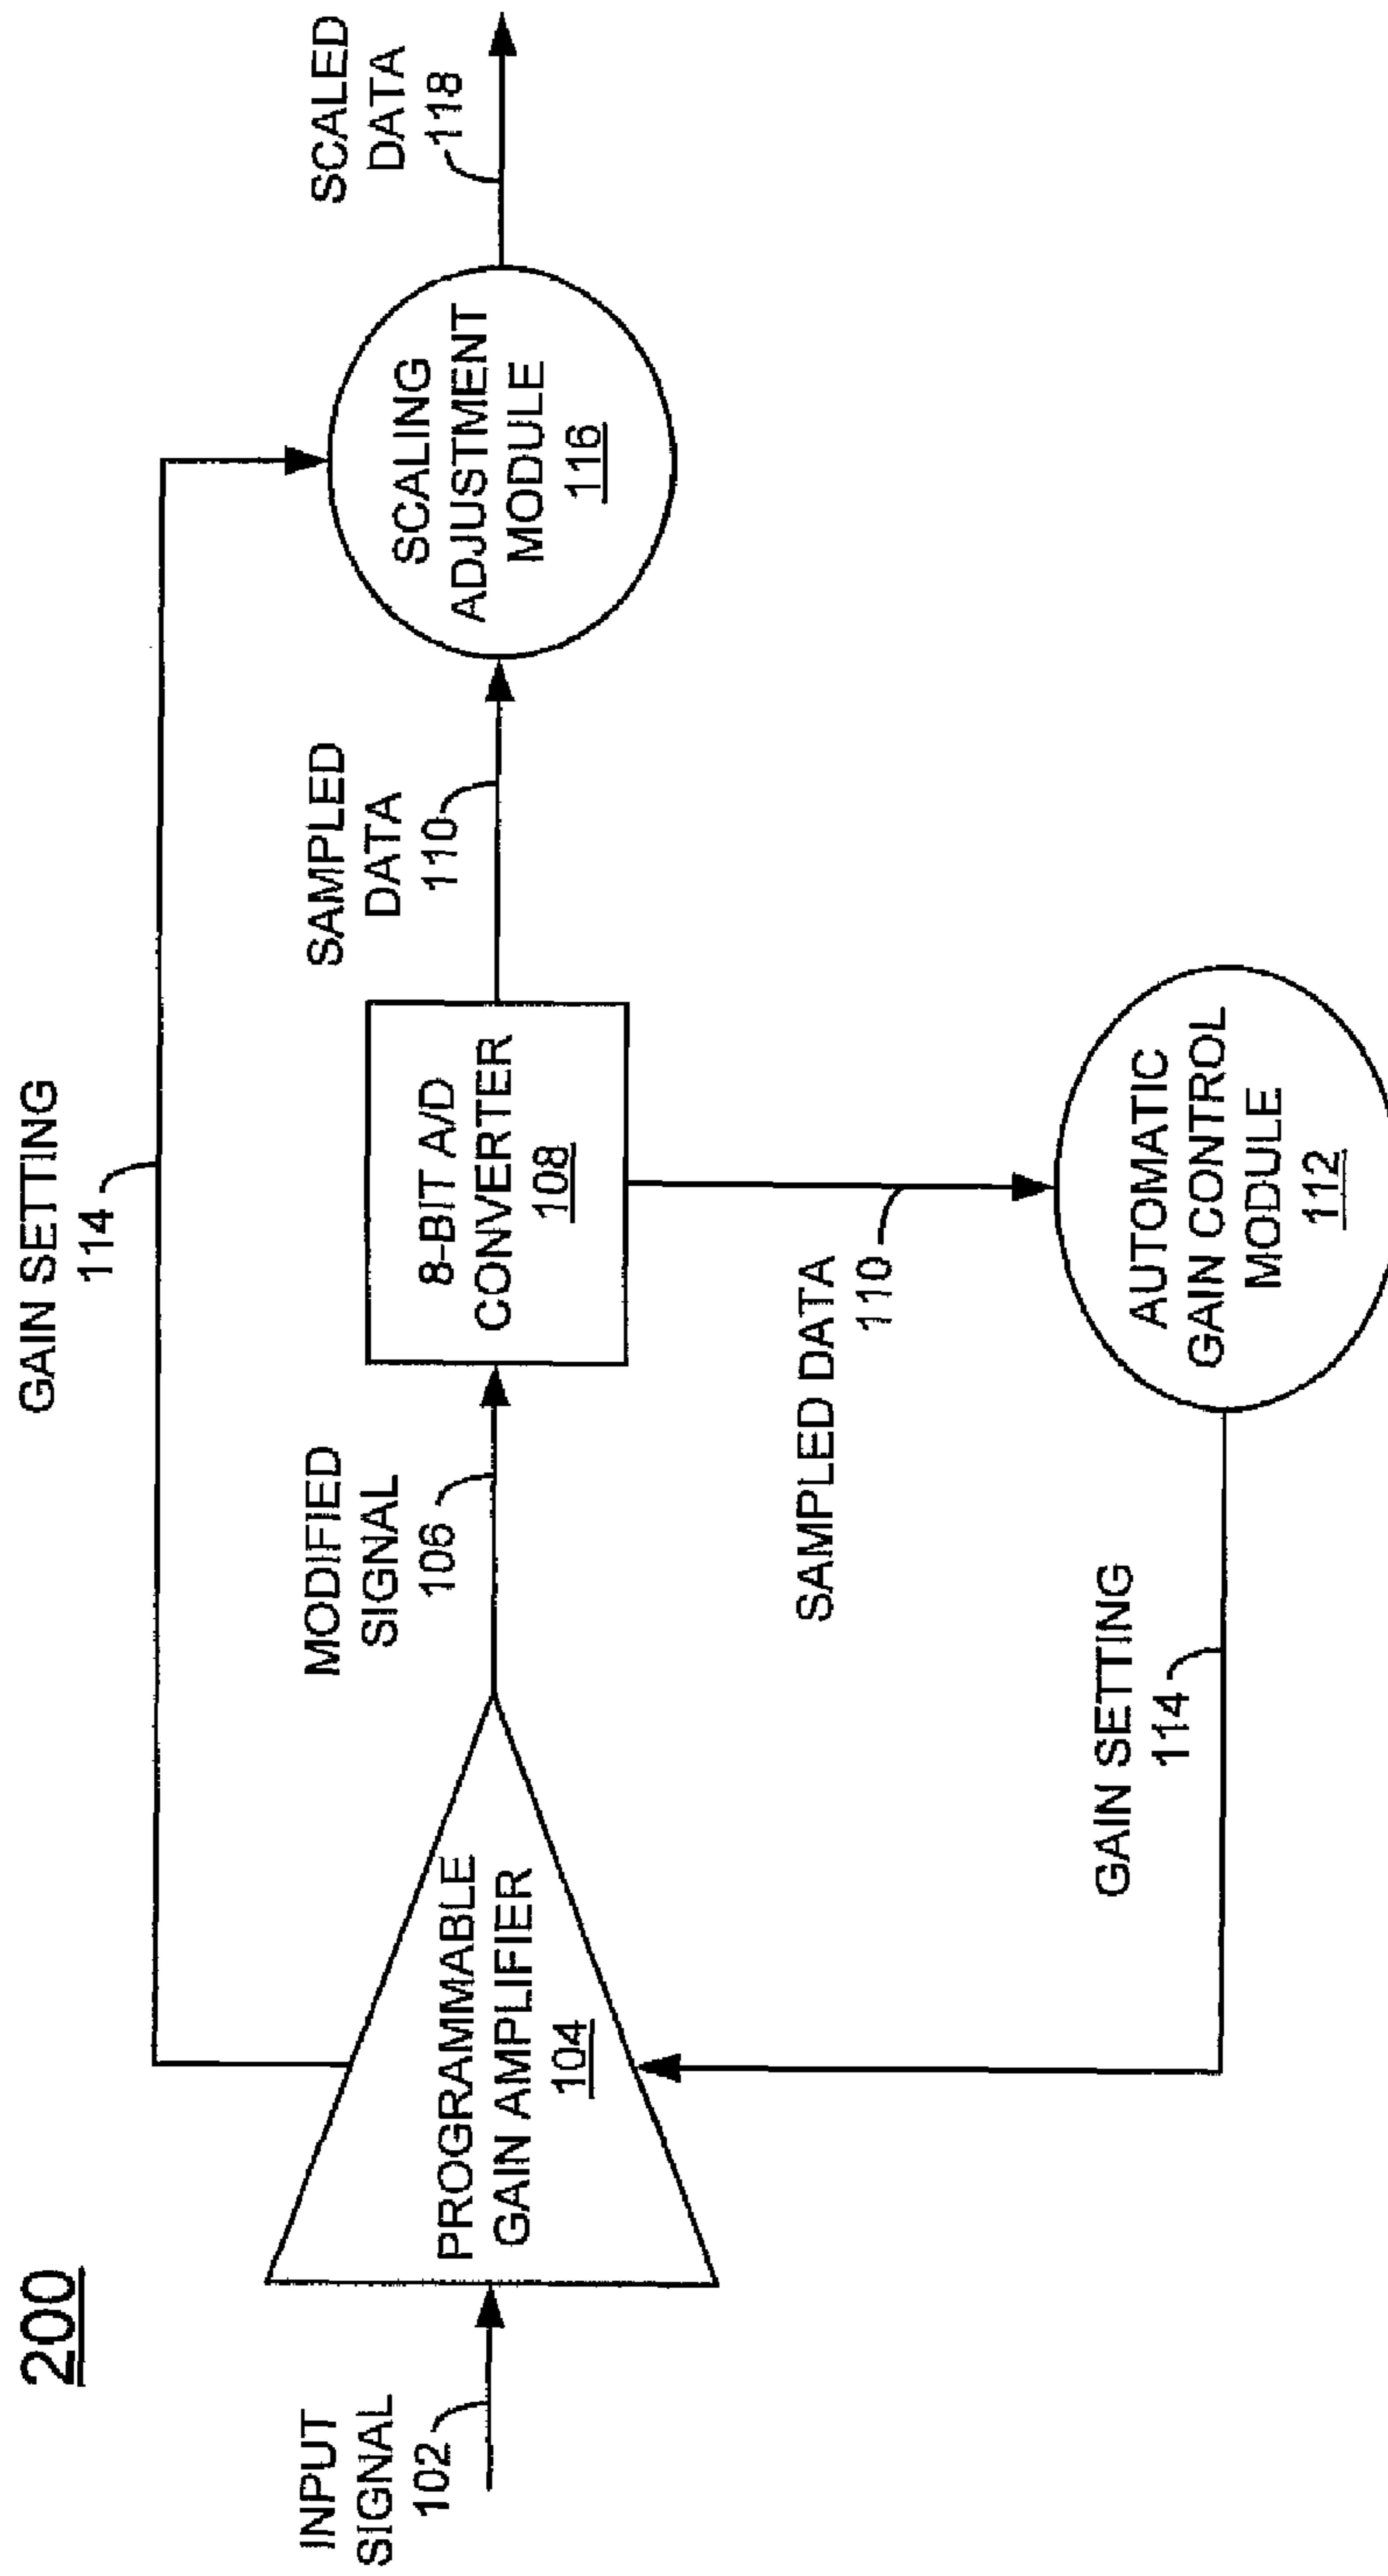 200
GAIN SETTING
114
INPUT
SIGNAL
102
PROGRAMMABLE
GAIN AMPLIFIER
104
MODIFIED
SIGNAL
106
8-BIT A/D
CONVERTER
108
SAMPLED
DATA
110
SCALING
ADJUSTMENT
MODULE
116
SCALED
DATA
118
SAMPLED DATA
110
GAIN SETTING
114
AUTOMATIC
GAIN CONTROL
MODULE
112